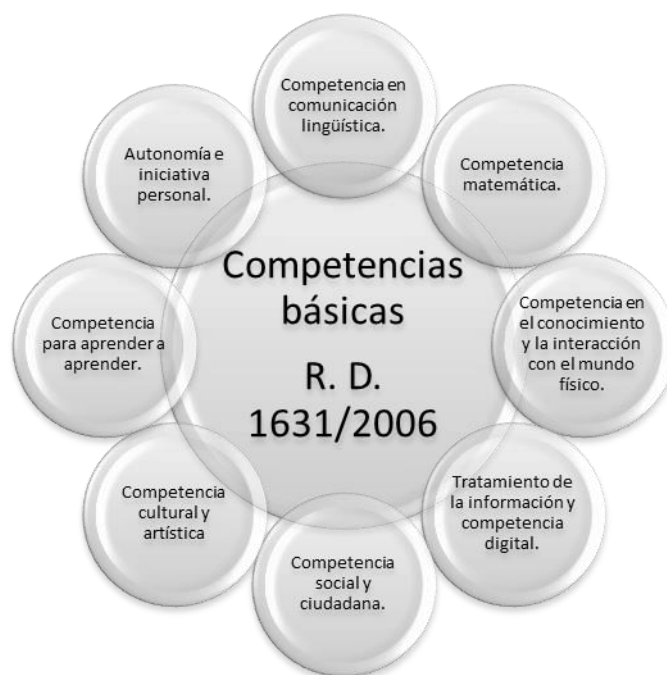 Competencias
básicas
R. D.
1631/2006
Competencia en
comunicación
lingüística.
Competencia
matemática.
Competencia en
el conocimiento
y la interacción
con el mundo
físico.
Tratamiento de
la información y
competencia
digital.
Competencia
social y
ciudadana.
Competencia
cultural y
artística
Competencia
para aprender a
aprender.
Autonomía e
iniciativa
personal.